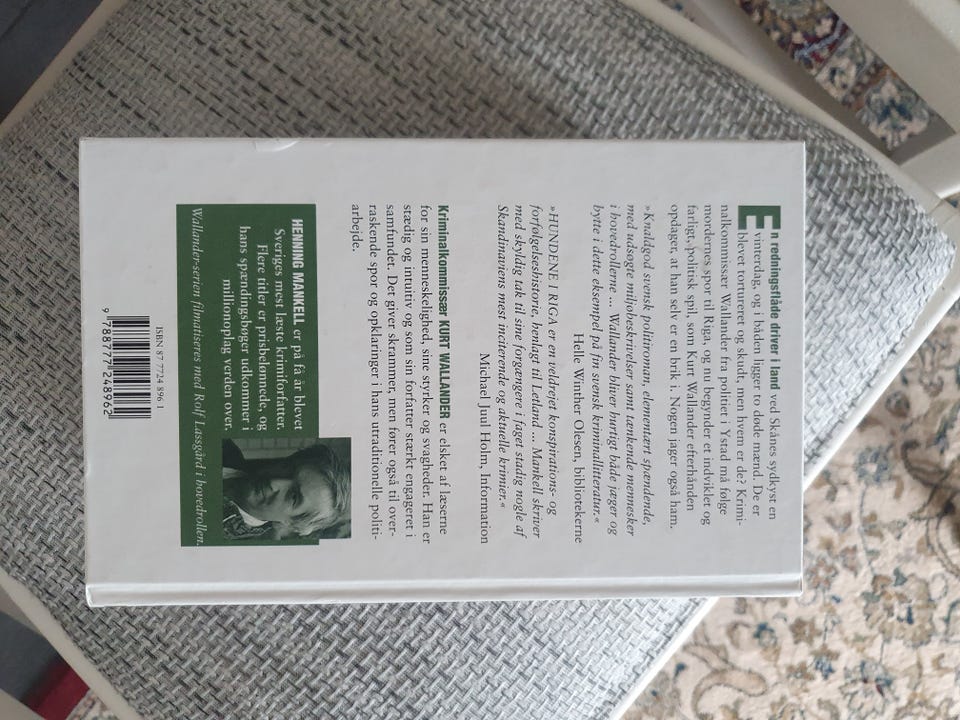 En redningsflåde driver i land ved Skånes sydkyst en
vinterdag, og i båden ligger to døde mænd. De er
blevet tortureret og skudt, men hvem er de? Krimi-
nalkommissær Wallander fra politiet i Ystad må følge
mordernes spor til Riga, og nu begynder et indviklet og
farligt, politisk spil, som Kurt Wallander efterhånden
opdager, at han selv er en brik i. Nogen jager også ham.
»Knaldgod svensk politiroman, elementært spændende,
med udsøgte miljøbeskrivelser samt tænkende mennesker
i hovedrollerne ... Wallander bliver hurtigt både jæger og
bytte i dette eksempel på fin svensk kriminallitteratur.«
Helle Winther Olesen, bibliotekerne
»HUNDENE I RIGA er en veldrejet konspirations- og
forfølgelseshistorie, henlagt til Letland ... Mankell skriver
med skyldig tak til sine forgængere i faget stadig nogle af
Skandinaviens mest inciterende og aktuelle krimier.«
Michael Juul Holm, Information
Kriminalkommissær KURT WALLANDER er elsket af læserne
for sin menneskelighed, sine styrker og svagheder. Han er
stædig og intuitiv og som sin forfatter stærkt engageret i
samfundet. Det giver skrammer, men fører også til over-
raskende spor og opklaringer i hans utraditionelle politi-
arbejde.
HENNING MANKELL er på få år blevet
Sveriges mest læste krimiforfatter.
Flere titler er prisbelønnede, og
hans spændingsbøger udkommer i
millionoplag verden over.
Wallander-serien filmatiseres med Rolf Lassgård i hovedrollen.
ISBN 87 7724 896 1
9 788777 248962